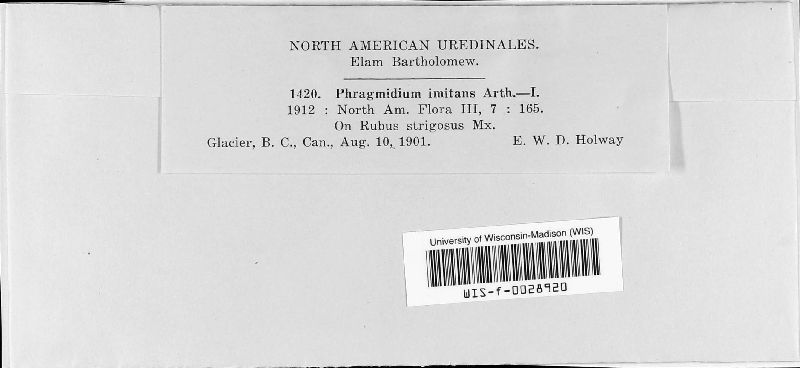 NORTH AMERICAN UREDINALES.
Elam Bartholomew.
1420. Phragmidium imitans Arth.—I.
1912 : North Am. Flora III, 7 : 165.
On Rubus strigosus Mx.
Glacier, B. C., Can., Aug. 10, 1901. E. W. D. Holway
University of Wisconsin-Madison (WIS)
WIS-f-0028920